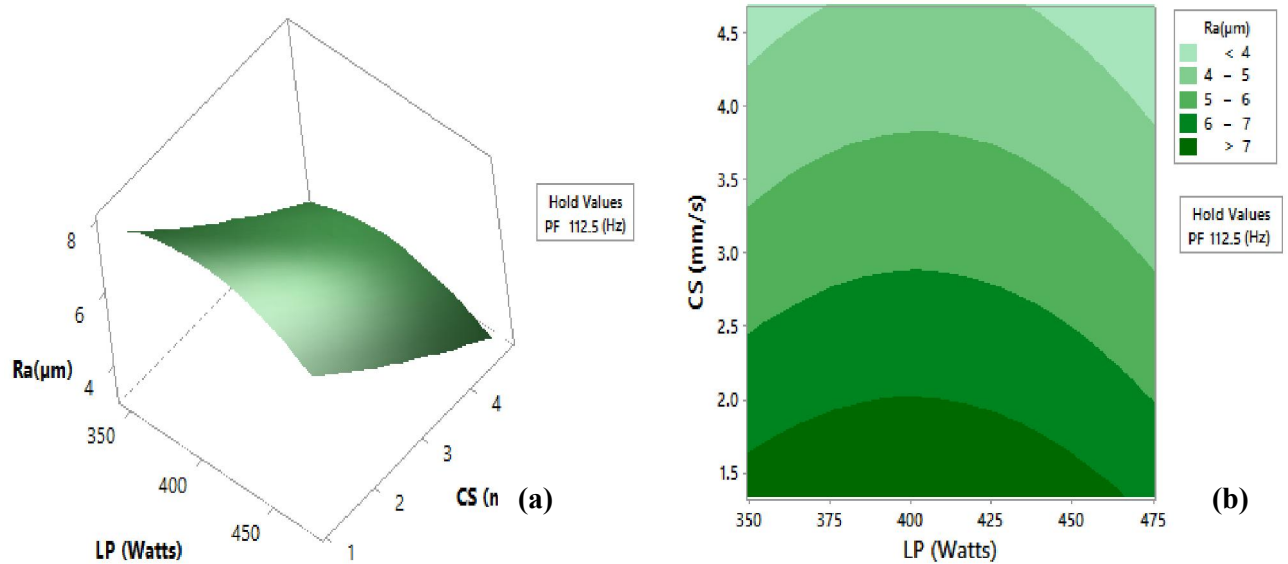 8
6
Ra(µm)
4
350
400
450
LP (Watts)
1
2
3
4
CS (n
(a)
Hold Values
PF 112.5 (Hz)
(b)
4.5
4.0
3.5
3.0
2.5
2.0
1.5
CS (mm/s)
350 375 400 425 450 475
LP (Watts)
Ra(µm)
< 4
4 – 5
5 – 6
6 – 7
> 7
Hold Values
PF 112.5 (Hz)